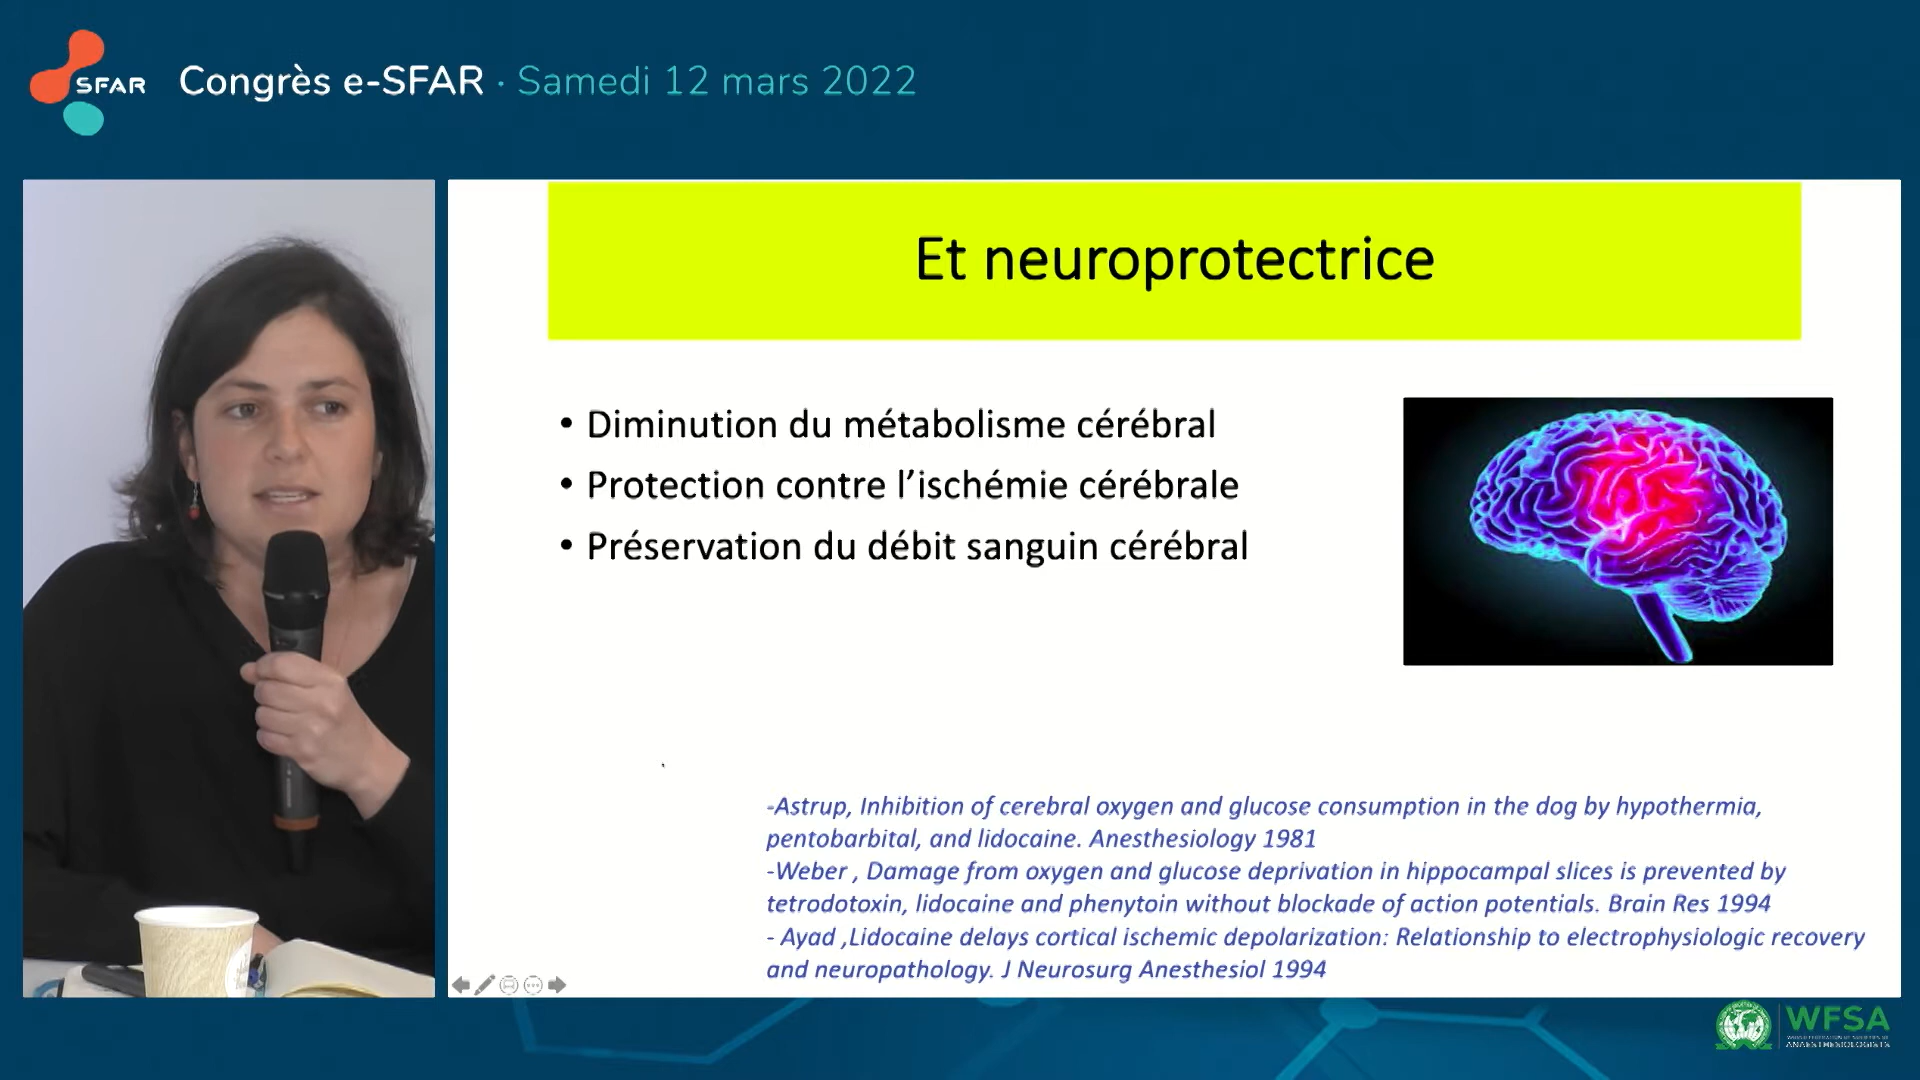 SFAR
Congrès e-SFAR · Samedi 12 mars 2022
Et neuroprotectrice
• Diminution du métabolisme cérébral
• Protection contre l’ischémie cérébrale
• Préservation du débit sanguin cérébral
-Astrup, Inhibition of cerebral oxygen and glucose consumption in the dog by hypothermia,
pentobarbital, and lidocaine. Anesthesiology 1981
-Weber , Damage from oxygen and glucose deprivation in hippocampal slices is prevented by
tetrodotoxin, lidocaine and phenytoin without blockade of action potentials. Brain Res 1994
- Ayad ,Lidocaine delays cortical ischemic depolarization: Relationship to electrophysiologic recovery
and neuropathology. J Neurosurg Anesthesiol 1994
WFSA
ANAESTHESIOLOGISTS